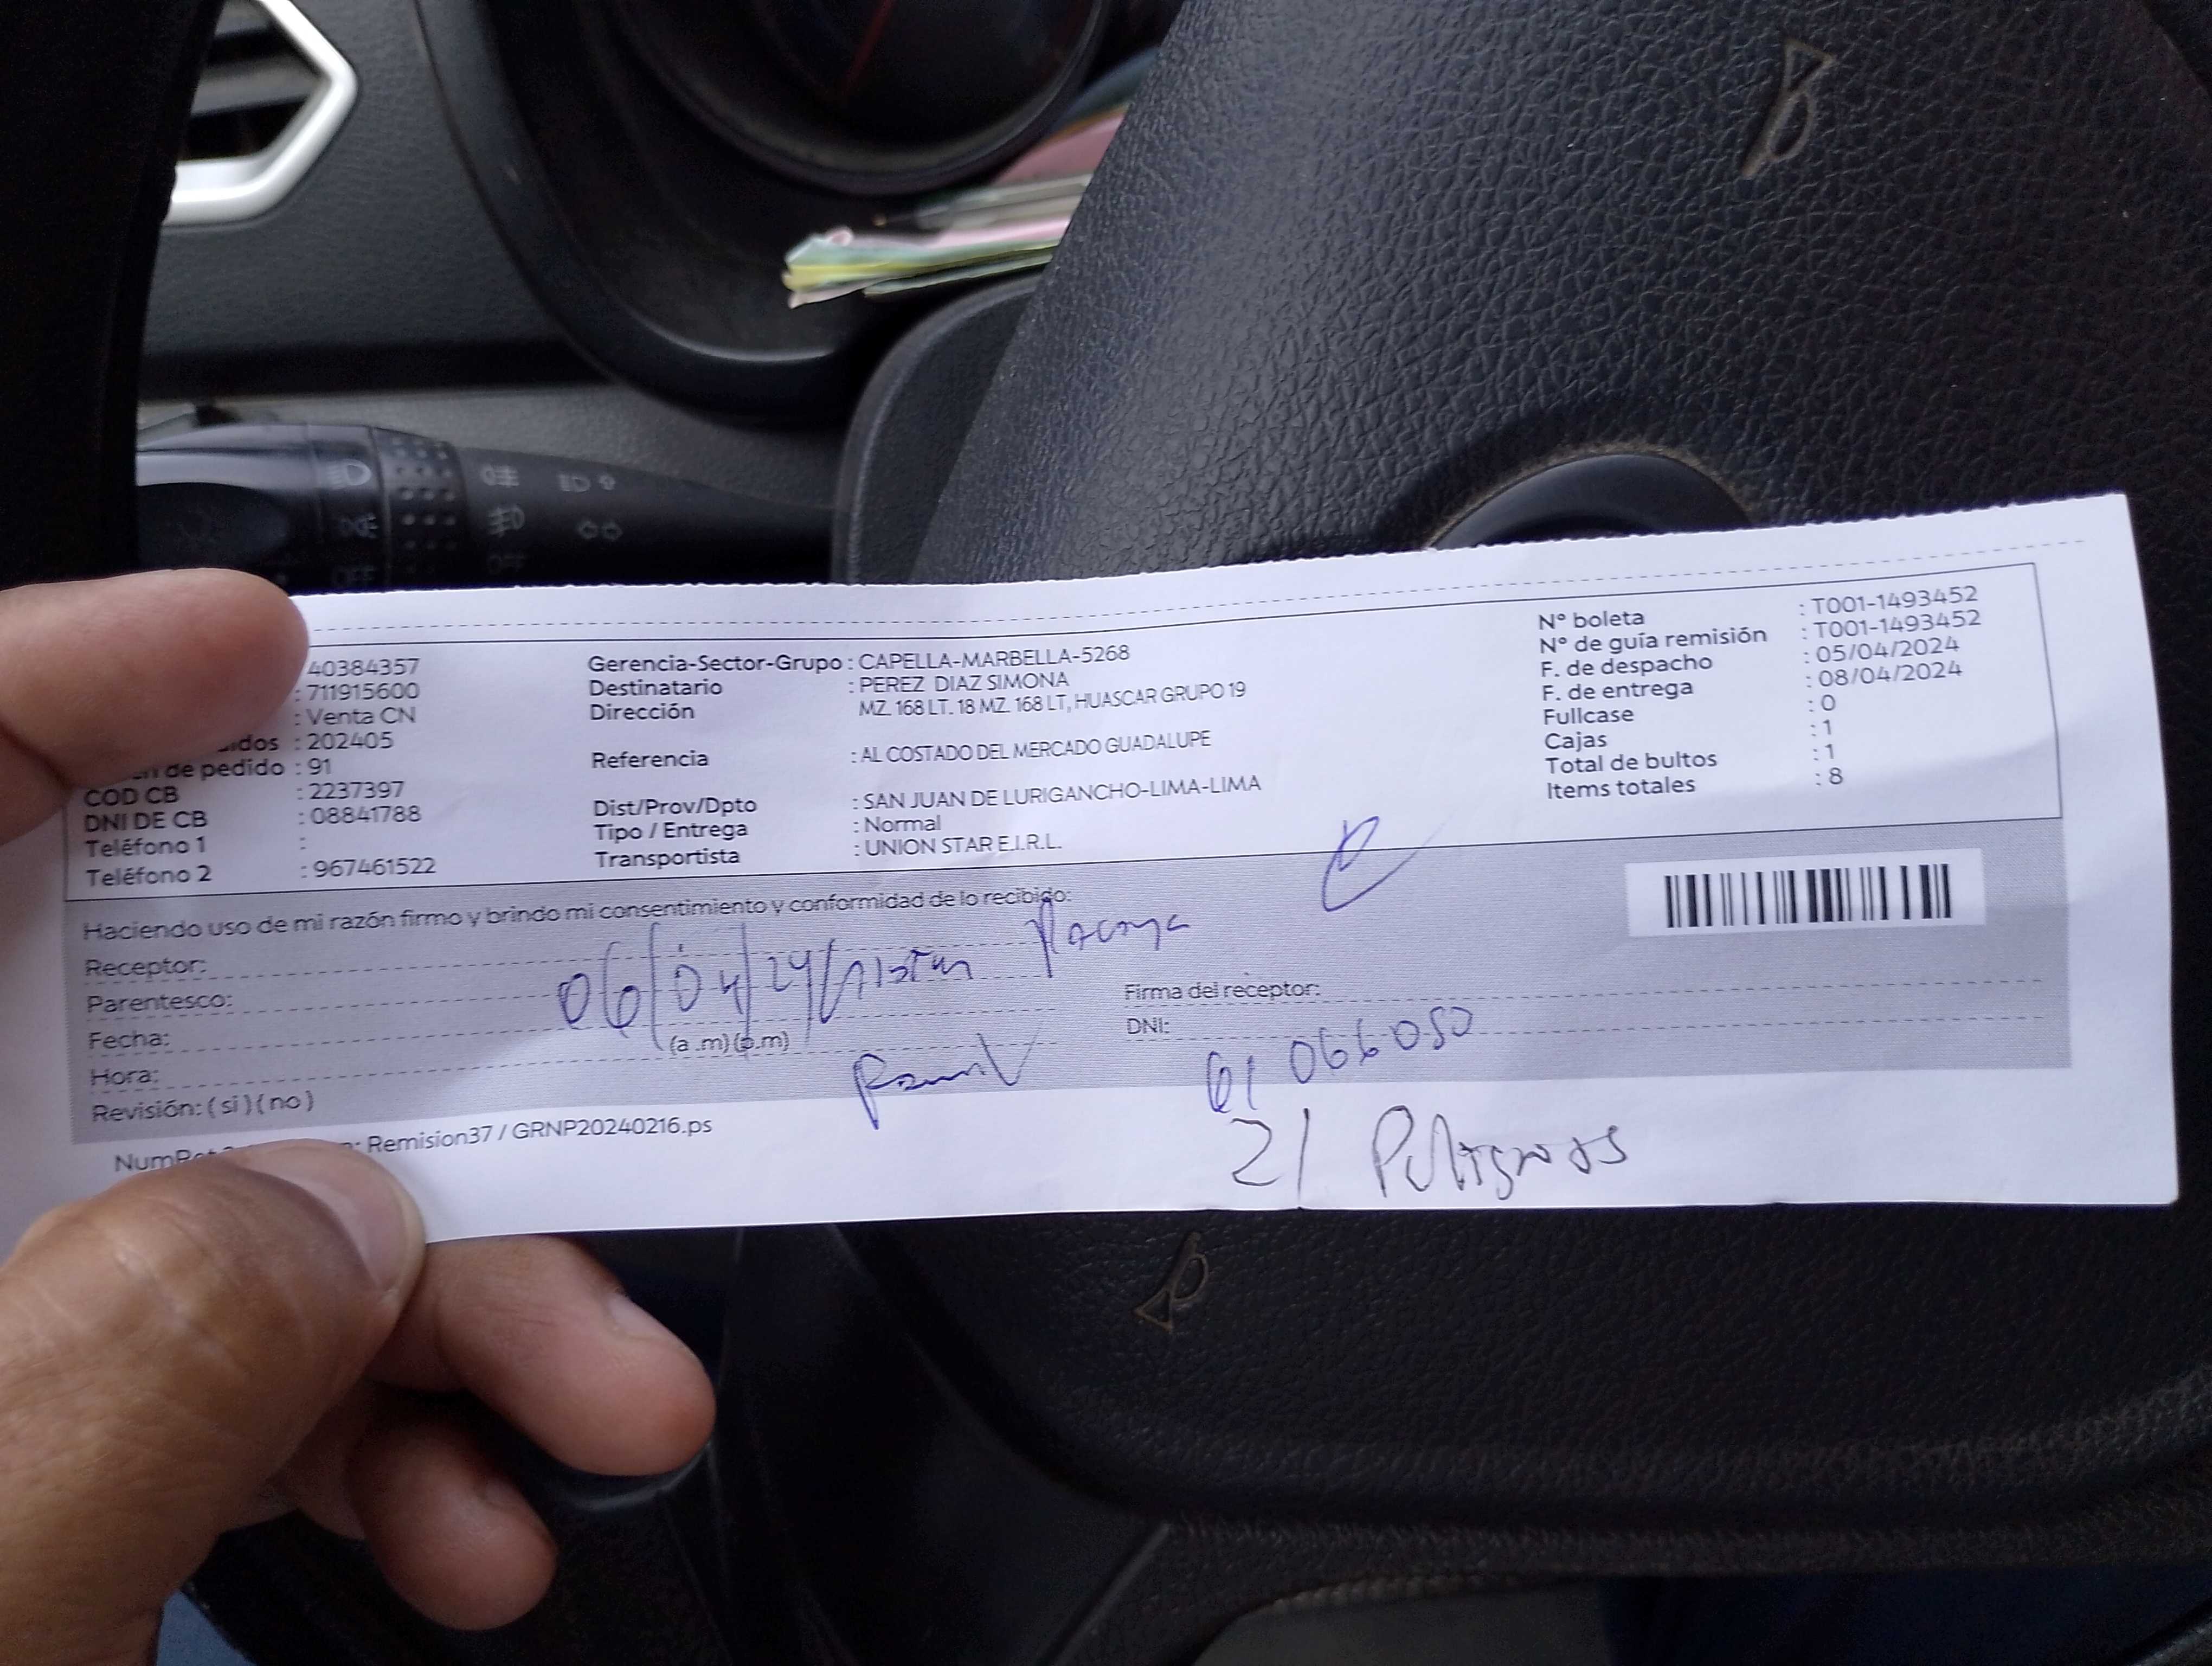 40384357
: 711915600
: Venta CN
: 202405
de pedido : 91
COD CB : 2237397
DNI DE CB : 08841788
Teléfono 1 :
Teléfono 2 : 967461522
Gerencia-Sector-Grupo : CAPELLA-MARBELLA-5268
Destinatario : PEREZ DIAZ SIMONA
Dirección MZ. 168 LT. 18 MZ. 168 LT, HUASCAR GRUPO 19
Referencia : AL COSTADO DEL MERCADO GUADALUPE
Dist/Prov/Dpto : SAN JUAN DE LURIGANCHO-LIMA-LIMA
Tipo / Entrega : Normal
Transportista : UNION STAR E.I.R.L.
N° boleta : T001-1493452
N° de guía remisión : T001-1493452
F. de despacho : 05/04/2024
F. de entrega : 08/04/2024
Fullcase : 0
Cajas : 1
Total de bultos : 1
Items totales : 8
Haciendo uso de mi razón firmo y brindo mi consentimiento y conformidad de lo recibido:
Receptor:
Parentesco:
06/04/24/
Fecha:
(a .m) (p.m)
Hora:
Revisión: ( si ) ( no )
Firma del receptor:
DNI:
61066050
: Remision37 / GRNP20240216.ps
21
OFF